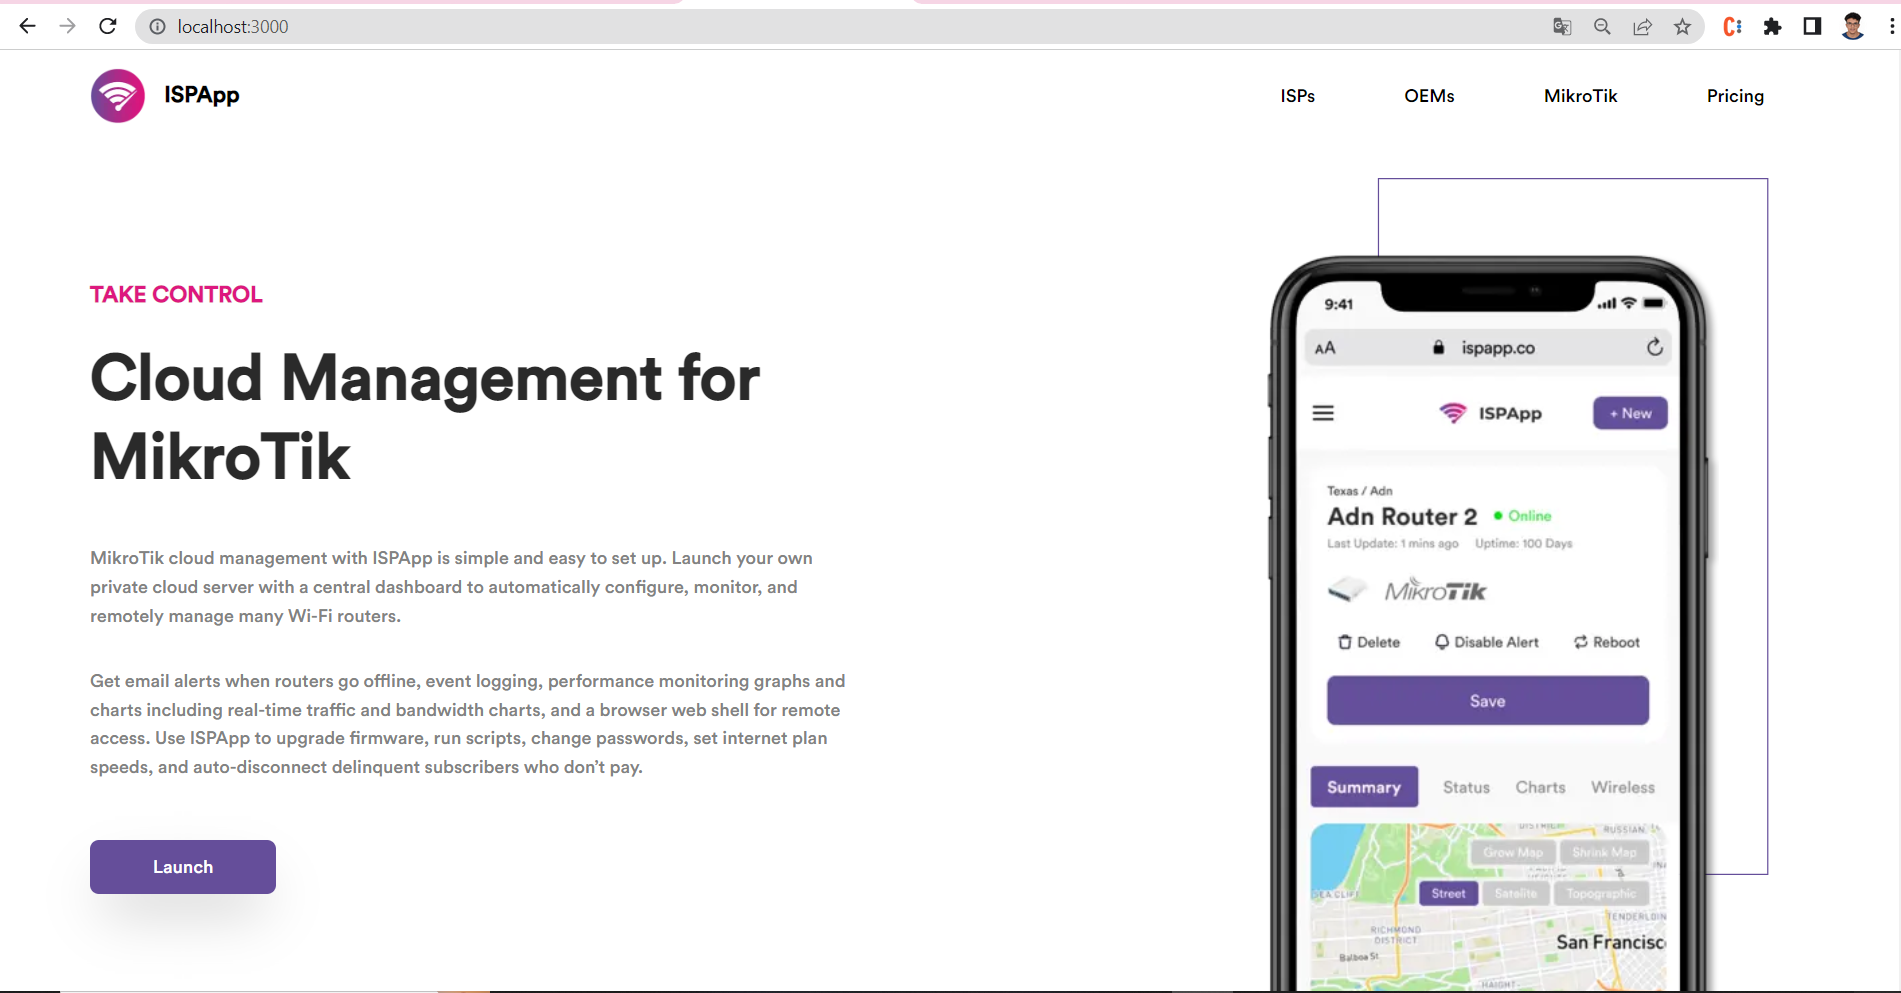 localhost:3000
ISPApp
ISPs
OEMs
MikroTik
Pricing
TAKE CONTROL
Cloud Management for
MikroTik
MikroTik cloud management with ISPApp is simple and easy to set up. Launch your own
private cloud server with a central dashboard to automatically configure, monitor, and
remotely manage many Wi-Fi routers.
Get email alerts when routers go offline, event logging, performance monitoring graphs and
charts including real-time traffic and bandwidth charts, and a browser web shell for remote
access. Use ISPApp to upgrade firmware, run scripts, change passwords, set internet plan
speeds, and auto-disconnect delinquent subscribers who don’t pay.
Launch
9:41
AA
ispapp.co
ISPApp
+ New
Texas / Adn
Adn Router 2
Online
Last Update: 1 mins ago
Uptime: 100 Days
MikroTik
Delete
Disable Alert
Reboot
Save
Summary
Status
Charts
Wireless
DISTRICT
RUSSIAN
Grow Map
Shrink Map
SEA CLIFF
Street
Satelite
Topographic
TENDERLOIN
RICHMOND
DISTRICT
San Francisc
Balboa St
HAIGHT